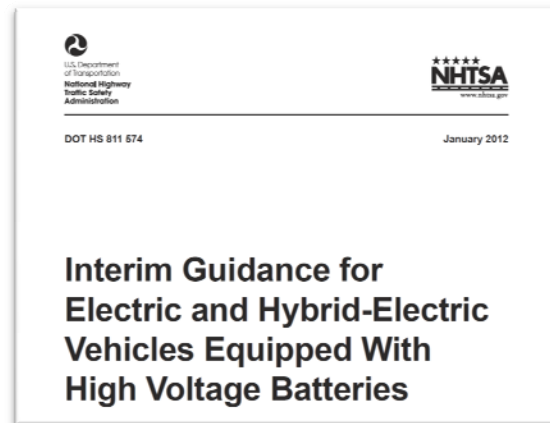 U.S. Department
of Transportation
National Highway
Traffic Safety
Administration
NHTSA
www.nhtsa.gov
DOT HS 811 574
January 2012
Interim Guidance for
Electric and Hybrid-Electric
Vehicles Equipped With
High Voltage Batteries